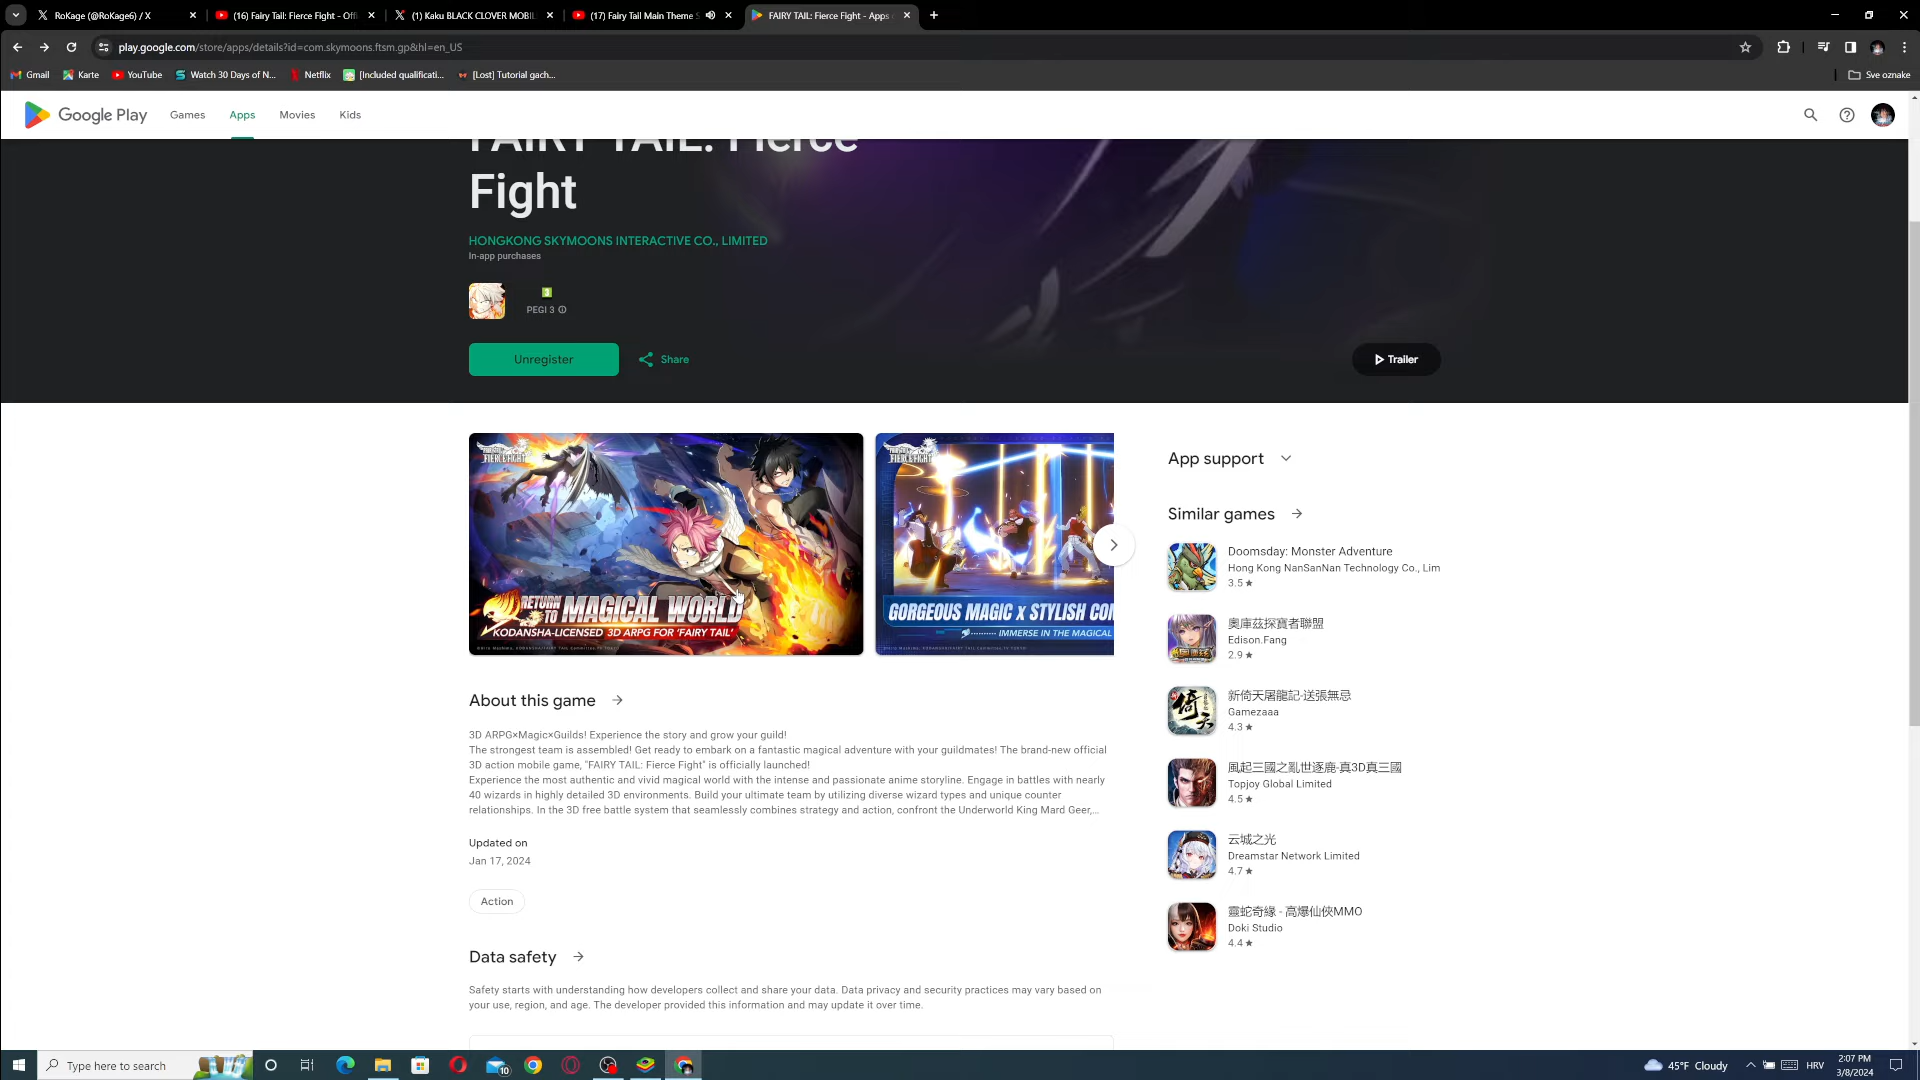 RoKage (@RoKage6) / X
(16) Fairy Tail: Fierce Fight - Offi
(1) Kaku BLACK CLOVER MOBIL
(17) Fairy Tail Main Theme S
FAIRY TAIL: Fierce Fight - Apps o
play.google.com/store/apps/details?id=com.skymoons.ftsm.gp&hl=en_US
Gmail
Karte
YouTube
Watch 30 Days of N...
Netflix
[Included qualificati...
[Lost] Tutorial gach...
Sve oznake
Google Play
Games
Apps
Movies
Kids
FAIRY TAIL: Fierce
Fight
HONGKONG SKYMOONS INTERACTIVE CO., LIMITED
In-app purchases
3
PEGI 3
Unregister
Share
Trailer
FIERCE FIGHT
RETURN
TO MAGICAL WORLD
KODANSHA-LICENSED 3D ARPG FOR 'FAIRY TAIL'
FIERCE FIGHT
GORGEOUS MAGIC x STYLISH COM
IMMERSE IN THE MAGICAL
App support
Similar games
Doomsday: Monster Adventure
Hong Kong NanSanNan Technology Co., Lim
3.5
奧庫茲探寶者聯盟
Edison.Fang
2.9
新倚天屠龍記-送張無忌
Gamezaaa
4.3
風起三國之亂世逐鹿-真3D真三國
Topjoy Global Limited
4.5
云城之光
Dreamstar Network Limited
4.7
靈蛇奇緣 - 高爆仙俠MMO
Doki Studio
4.4
About this game
3D ARPG×Magic×Guilds! Experience the story and grow your guild!
The strongest team is assembled! Get ready to embark on a fantastic magical adventure with your guildmates! The brand-new official
3D action mobile game, "FAIRY TAIL: Fierce Fight" is officially launched!
Experience the most authentic and vivid magical world with the intense and passionate anime storyline. Engage in battles with nearly
40 wizards in highly detailed 3D environments. Build your ultimate team by utilizing diverse wizard types and unique counter
relationships. In the 3D free battle system that seamlessly combines strategy and action, confront the Underworld King Mard Geer,...
Updated on
Jan 17, 2024
Action
Data safety
Safety starts with understanding how developers collect and share your data. Data privacy and security practices may vary based on
your use, region, and age. The developer provided this information and may update it over time.
Type here to search
10
45°F Cloudy
HRV
2:07 PM
3/8/2024